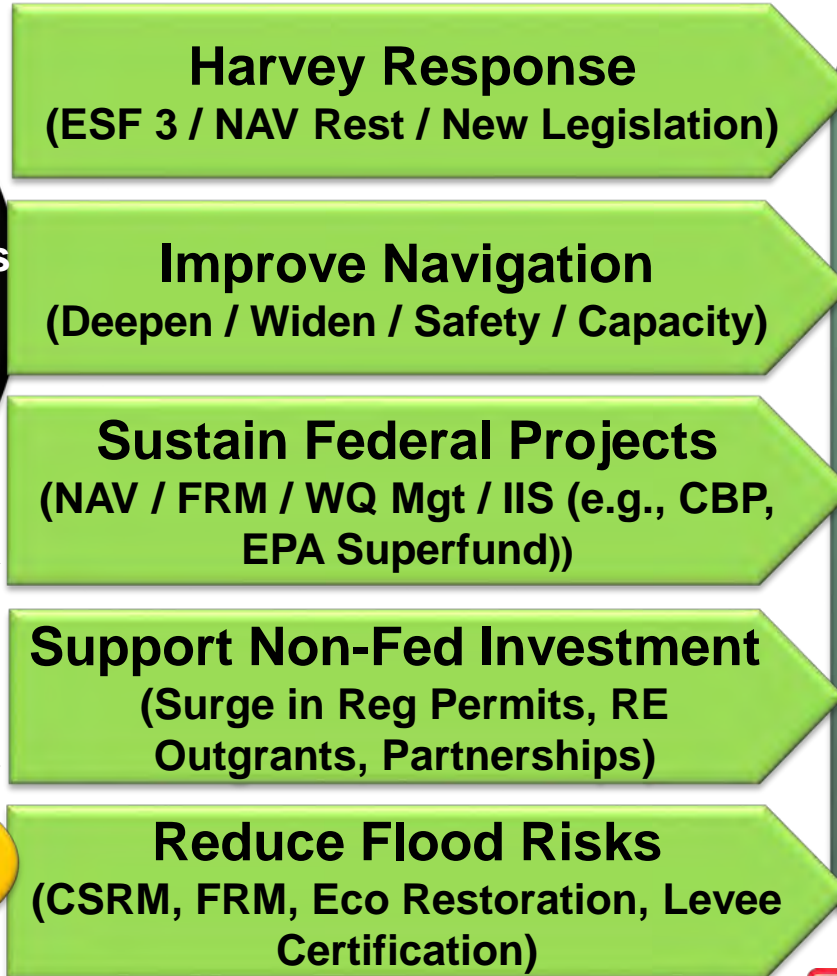 Harvey Response
(ESF 3 / NAV Rest / New Legislation)
s
Improve Navigation
(Deepen / Widen / Safety / Capacity)
Sustain Federal Projects
(NAV / FRM / WQ Mgt / IIS (e.g., CBP,
EPA Superfund))
Support Non-Fed Investment
(Surge in Reg Permits, RE
Outgrants, Partnerships)
Reduce Flood Risks
(CSRM, FRM, Eco Restoration, Levee
Certification)